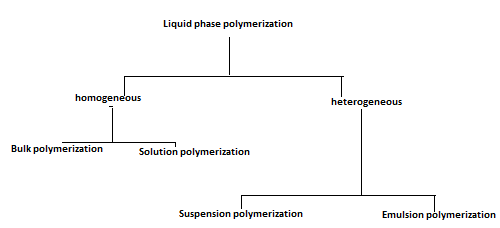 Liquid phase polymerization
homogeneous
heterogeneous
Bulk polymerization
Solution polymerization
Suspension polymerization
Emulsion polymerization